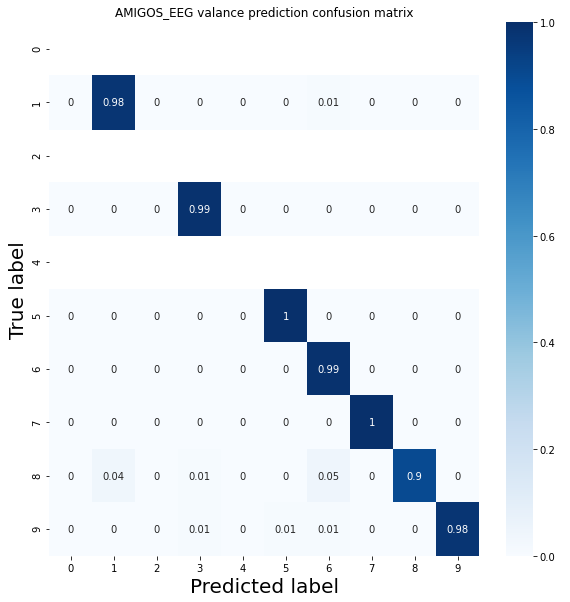 AMIGOS_EEG valance prediction confusion matrix
0
1 0 0.98 0 0 0 0 0.01 0 0 0
2
3 0 0 0 0.99 0 0 0 0 0 0
4
5 0 0 0 0 0 1 0 0 0 0
6 0 0 0 0 0 0 0.99 0 0 0
7 0 0 0 0 0 0 0 1 0 0
8 0 0.04 0 0.01 0 0 0.05 0 0.9 0
9 0 0 0 0.01 0 0.01 0.01 0 0 0.98
0 1 2 3 4 5 6 7 8 9
True label
Predicted label
1.0
0.8
0.6
0.4
0.2
0.0